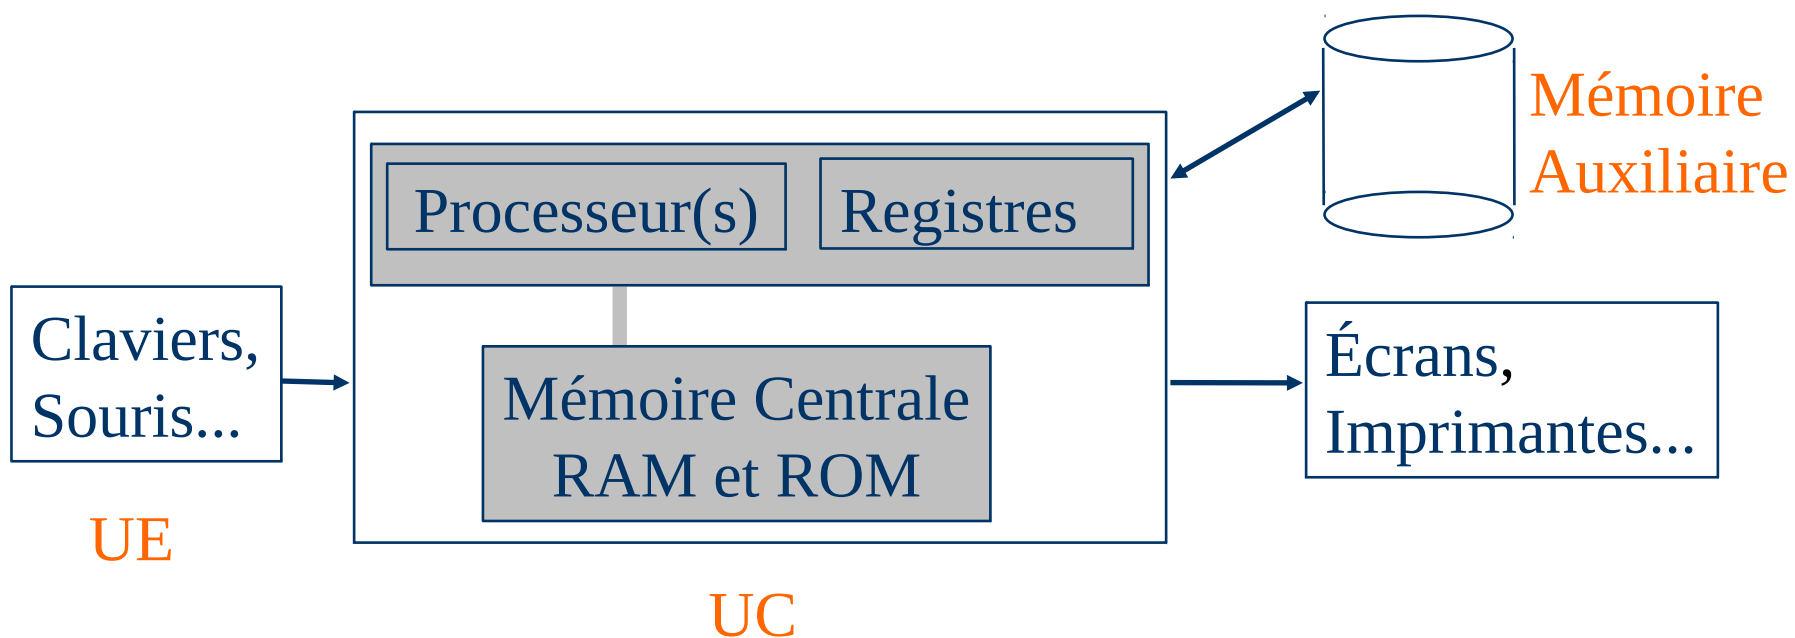 Mémoire
Auxiliaire
Processeur(s)
Registres
Claviers,
Souris...
Mémoire Centrale
RAM et ROM
Écrans,
Imprimantes...
UE
UC